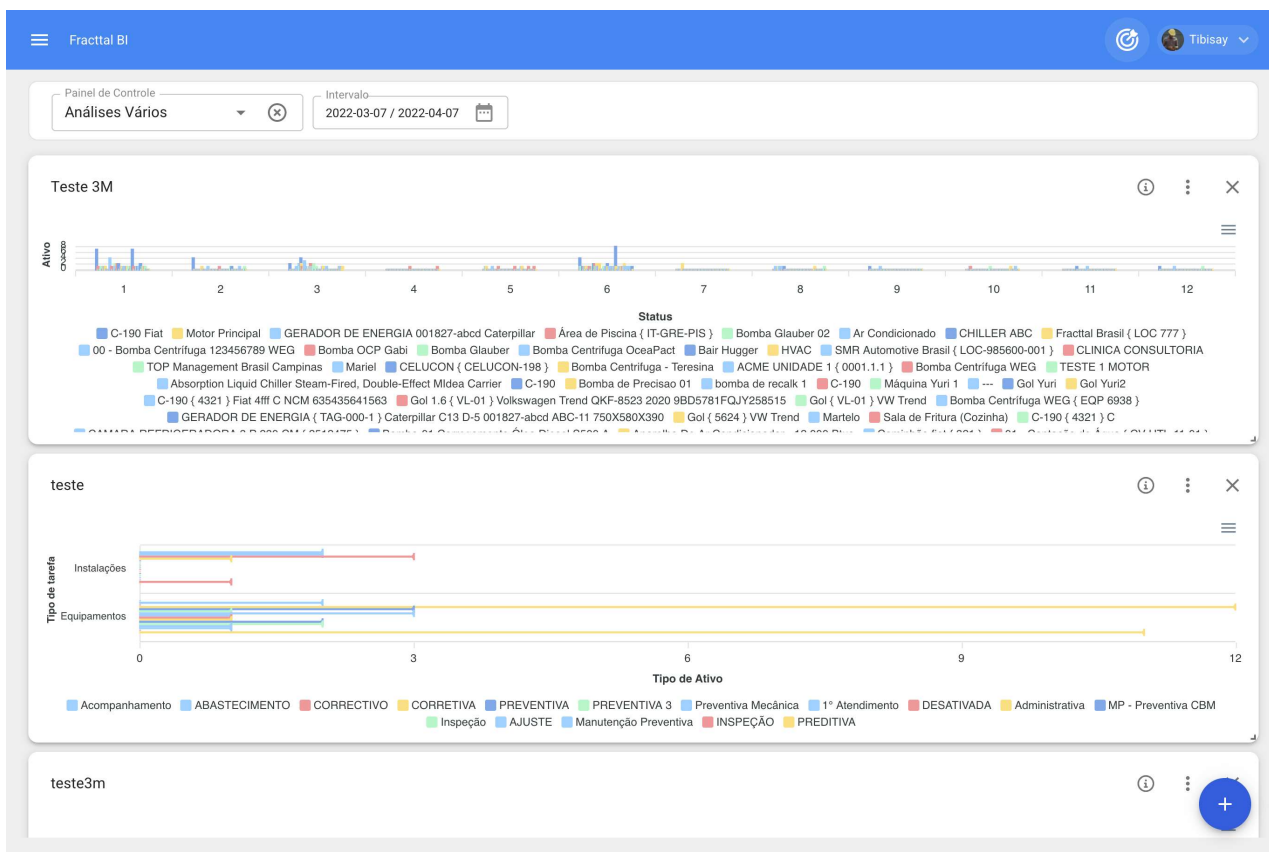 Fracttal BI
Tibisay
Painel de Controle
Análises Vários
Intervalo
2022-03-07 / 2022-04-07
Teste 3M
Ativo
8
6
4
2
0
1 2 3 4 5 6 7 8 9 10 11 12
Status
C-190 Fiat Motor Principal GERADOR DE ENERGIA 001827-abcd Caterpillar Área de Piscina { IT-GRE-PIS } Bomba Glauber 02 Ar Condicionado CHILLER ABC Fracttal Brasil { LOC 777 }
00 - Bomba Centrífuga 123456789 WEG Bomba OCP Gabi Bomba Glauber Bomba Centrifuga OceaPact Bair Hugger HVAC SMR Automotive Brasil { LOC-985600-001 } CLINICA CONSULTORIA
TOP Management Brasil Campinas Mariel CELUCON { CELUCON-198 } Bomba Centrifuga - Teresina ACME UNIDADE 1 { 0001.1.1 } Bomba Centrifuga WEG TESTE 1 MOTOR
Absorption Liquid Chiller Steam-Fired, Double-Effect MIdea Carrier C-190 Bomba de Precisao 01 bomba de recalk 1 C-190 Máquina Yuri 1 --- Gol Yuri Gol Yuri2
C-190 { 4321 } Fiat 4fff C NCM 635435641563 Gol 1.6 { VL-01 } Volkswagen Trend QKF-8523 2020 9BD5781FQJY258515 Gol { VL-01 } VW Trend Bomba Centrifuga WEG { EQP 6938 }
GERADOR DE ENERGIA { TAG-000-1 } Caterpillar C13 D-5 001827-abcd ABC-11 750X580X390 Gol { 5624 } VW Trend Martelo Sala de Fritura (Cozinha) C-190 { 4321 } C
teste
Tipo de tarefa
Instalações
Equipamentos
0 3 6 9 12
Tipo de Ativo
Acompanhamento ABASTECIMENTO CORRECTIVO CORRETIVA PREVENTIVA PREVENTIVA 3 Preventiva Mecânica 1° Atendimento DESATIVADA Administrativa MP - Preventiva CBM
Inspeção AJUSTE Manutenção Preventiva INSPEÇÃO PREDITIVA
teste3m